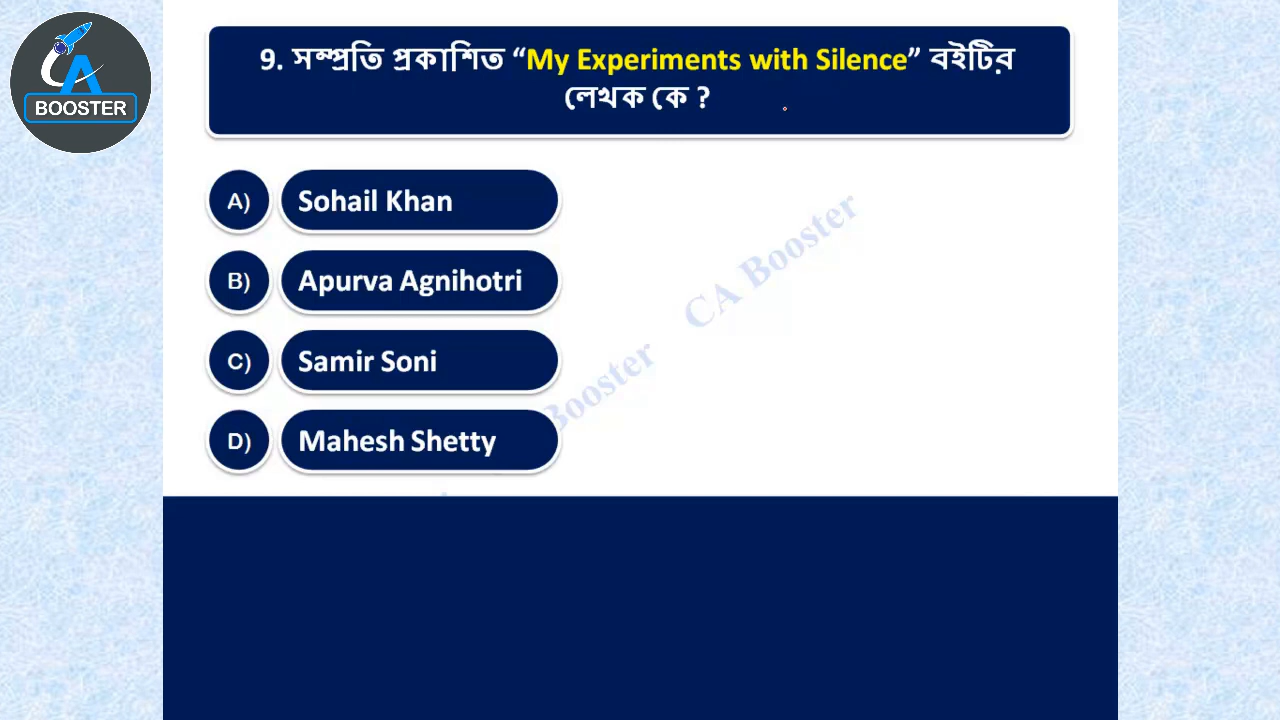 BOOSTER
9. সম্প্রতি প্রকাশিত “My Experiments with Silence” বইটির
লেখক কে ?
A) Sohail Khan
B) Apurva Agnihotri
C) Samir Soni
D) Mahesh Shetty
CA Booster
Booster